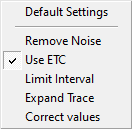 Default Settings
Remove Noise
Use ETC
Limit Interval
Expand Trace
Correct values